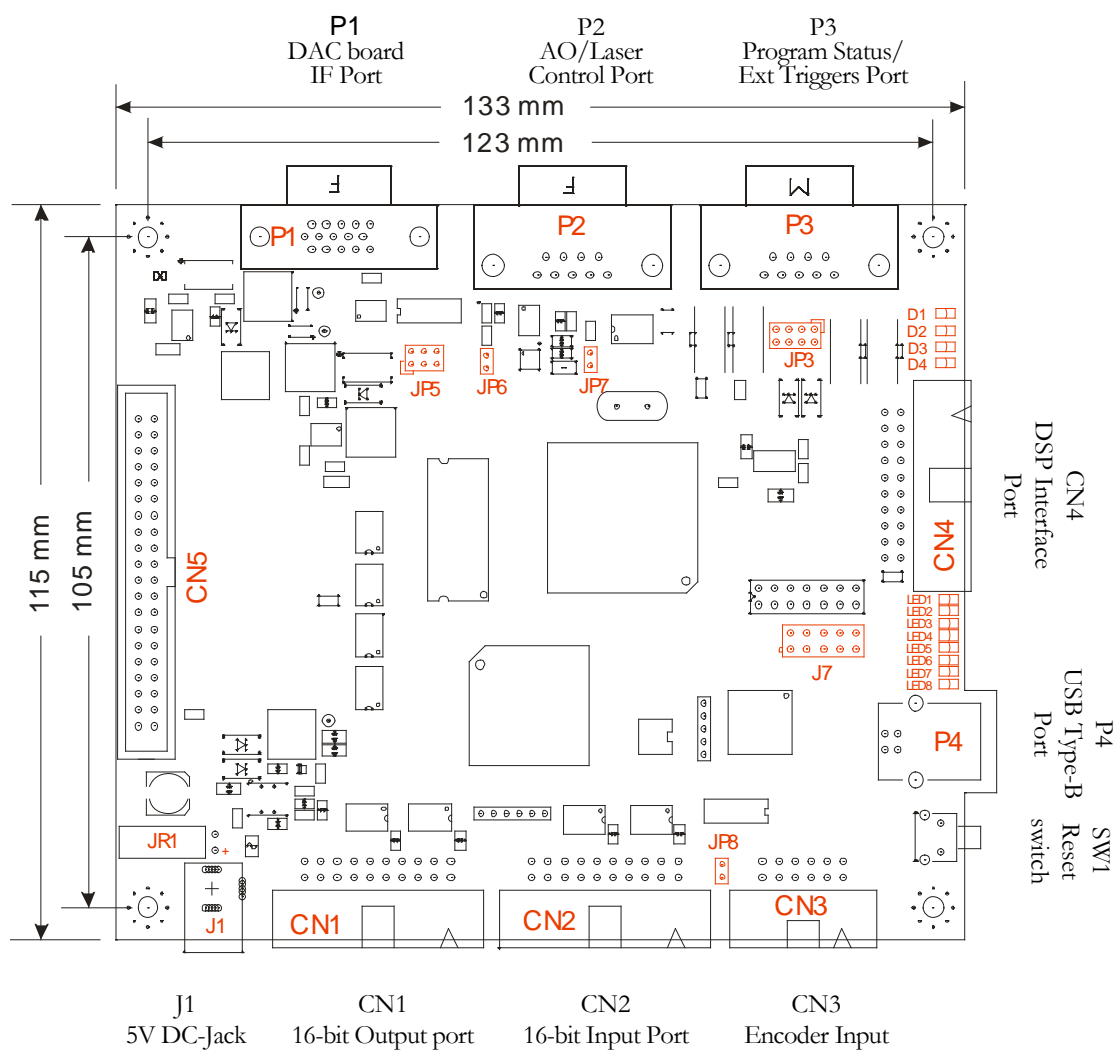 P1
DAC board
IF Port
P2
AO/Laser
Control Port
P3
Program Status/
Ext Triggers Port
133 mm
123 mm
F
F
M
P1
P2
P3
115 mm
105 mm
D1
D2
D3
D4
JP5
JP6
JP7
JP3
CN5
CN4
CN4
DSP Interface
Port
LED1
LED2
LED3
LED4
LED5
LED6
LED7
LED8
J7
P4
P4
USB Type-B
Port
JR1
+
JP8
SW1
Reset
switch
J1
CN1
CN2
CN3
J1
5V DC-Jack
CN1
16-bit Output port
CN2
16-bit Input Port
CN3
Encoder Input